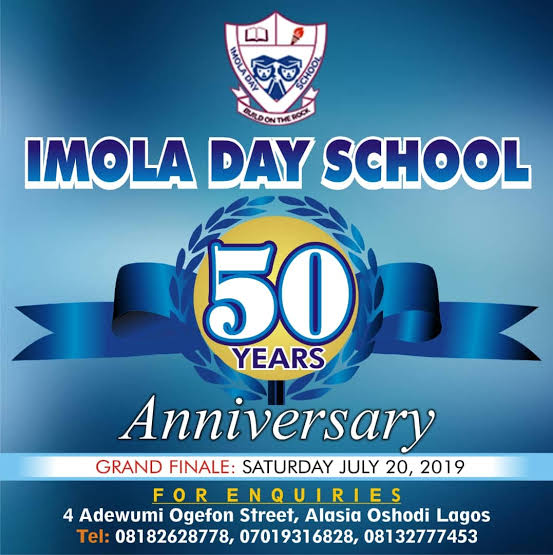 IMOLA DAY SCHOOL
BUILD ON THE ROCK
IMOLA DAY SCHOOL
50
YEARS
Anniversary
GRAND FINALE: SATURDAY JULY 20, 2019
FOR ENQUIRIES
4 Adewumi Ogefon Street, Alasia Oshodi Lagos
Tel: 08182628778, 07019316828, 08132777453